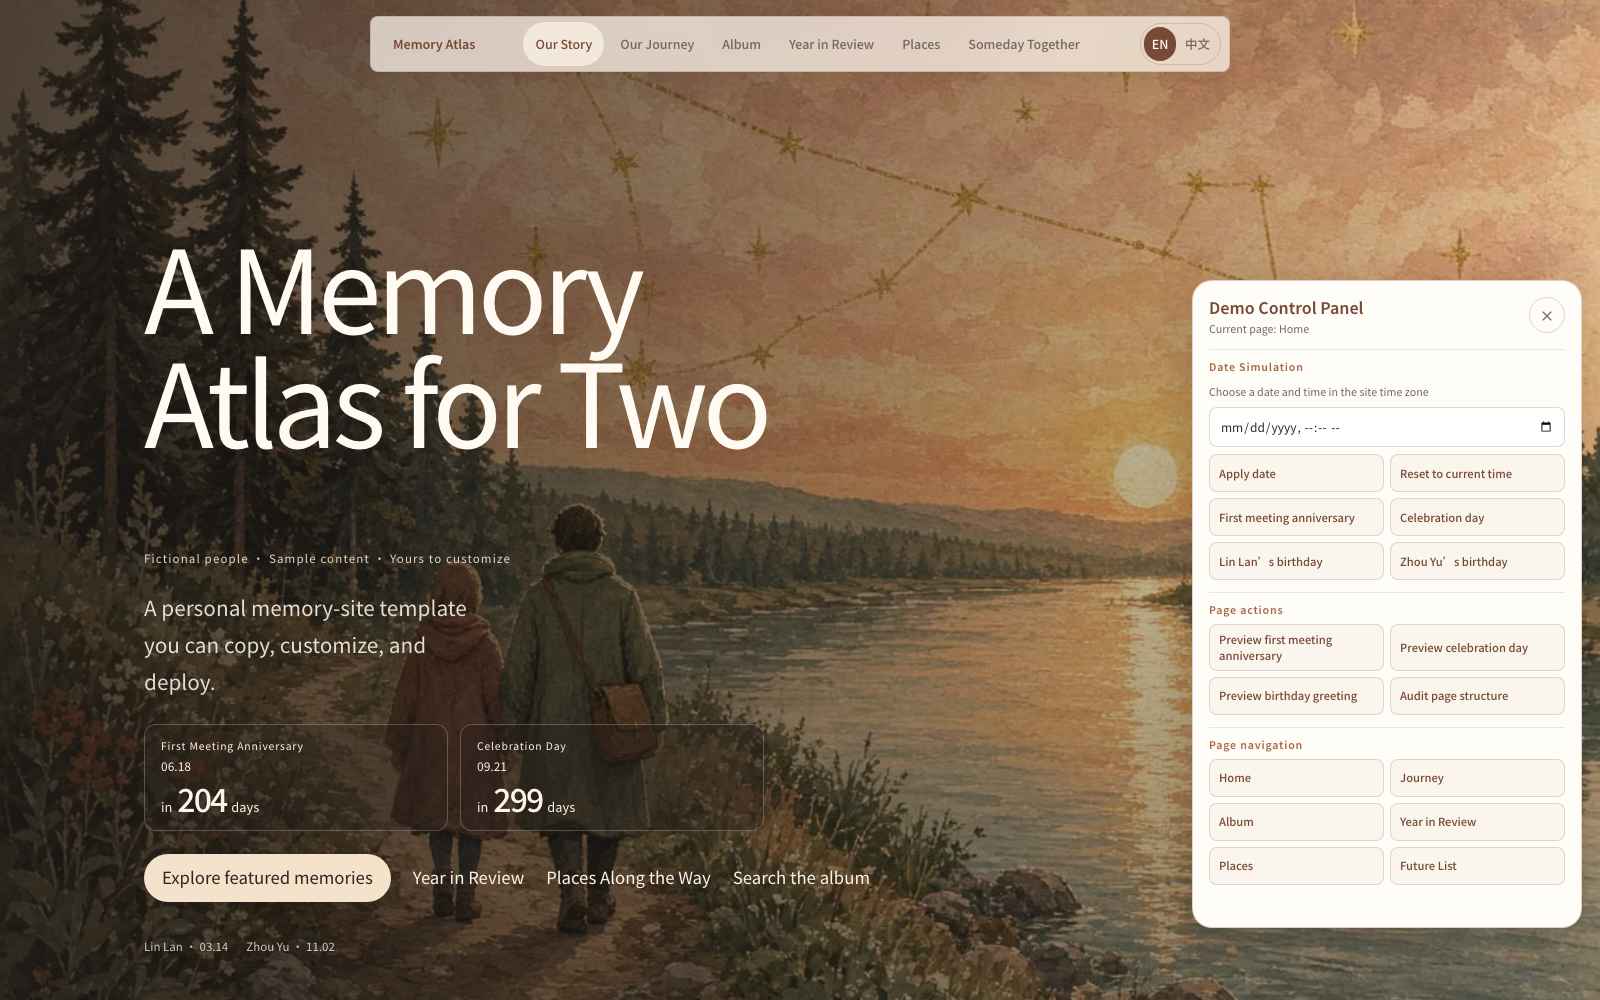 Memory Atlas
Our Story
Our Journey
Album
Year in Review
Places
Someday Together
EN
中文
A Memory
Atlas for Two
Fictional people • Sample content • Yours to customize
A personal memory-site template
you can copy, customize, and
deploy.
First Meeting Anniversary
06.18
in 204 days
Celebration Day
09.21
in 299 days
Explore featured memories
Year in Review
Places Along the Way
Search the album
Lin Lan • 03.14
Zhou Yu • 11.02
Demo Control Panel
Current page: Home
Date Simulation
Choose a date and time in the site time zone
mm/dd/yyyy, --:-- --
Apply date
Reset to current time
First meeting anniversary
Celebration day
Lin Lan’s birthday
Zhou Yu’s birthday
Page actions
Preview first meeting
anniversary
Preview celebration day
Preview birthday greeting
Audit page structure
Page navigation
Home
Journey
Album
Year in Review
Places
Future List